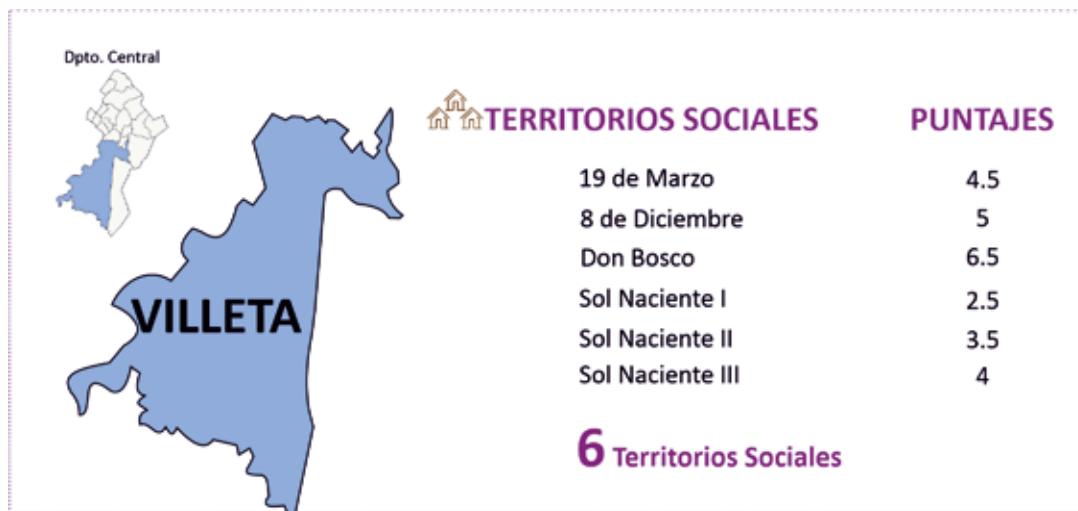 Dpto. Central
VILLETA
TERRITORIOS SOCIALES PUNTAJES
19 de Marzo 4.5
8 de Diciembre 5
Don Bosco 6.5
Sol Naciente I 2.5
Sol Naciente II 3.5
Sol Naciente III 4
6 Territorios Sociales